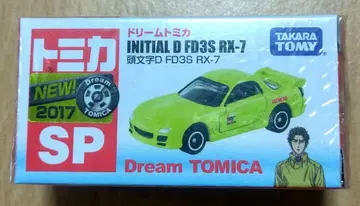 トミカ
ドリームトミカ
INITIAL D FD3S RX-7
頭文字D FD3S RX-7
TAKARA
TOMY
NEW!
2017
Dream
TOMICA
SP
Dream TOMICA